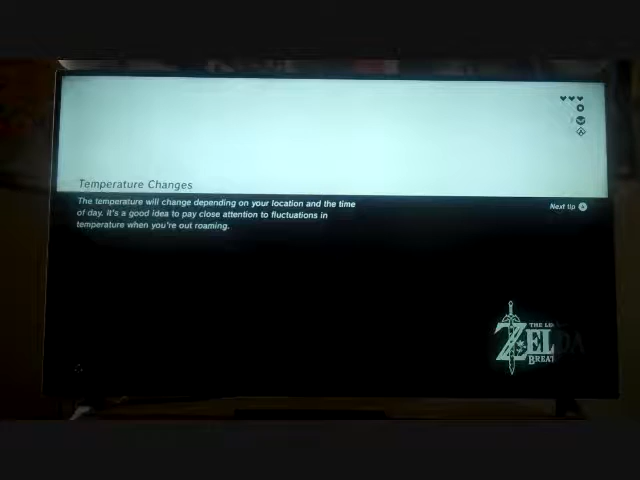 Temperature Changes
The temperature will change depending on your location and the time
of day. It's a good idea to pay close attention to fluctuations in
temperature when you're out roaming.
Next tip
THE
ZELDA